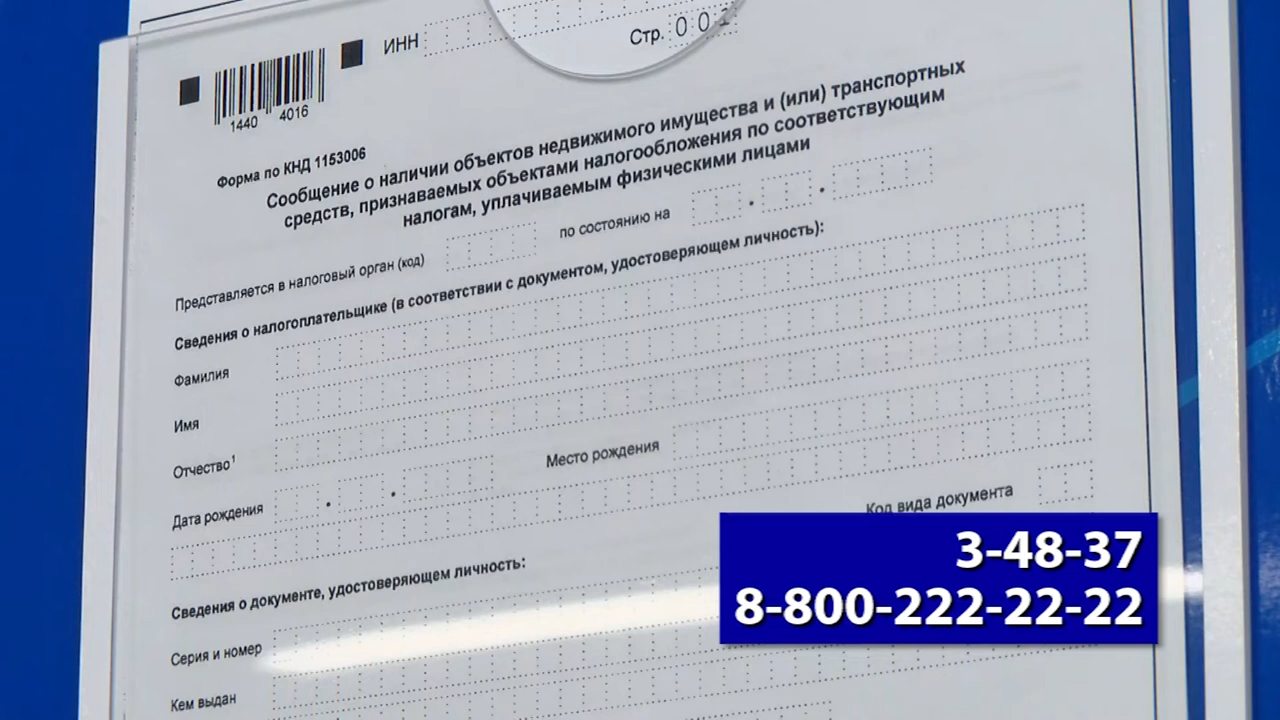 ИНН
Стр. 001
1440 4016
Форма по КНД 1153006
Сообщение о наличии объектов недвижимого имущества и (или) транспортных
средств, признаваемых объектами налогообложения по соответствующим
налогам, уплачиваемым физическими лицами
Представляется в налоговый орган (код) по состоянию на
Сведения о налогоплательщике (в соответствии с документом, удостоверяющем личность):
Фамилия
Имя
Отчество¹
Дата рождения Место рождения
Код вида документа
Сведения о документе, удостоверяющем личность:
Серия и номер
Кем выдан
3-48-37
8-800-222-22-22